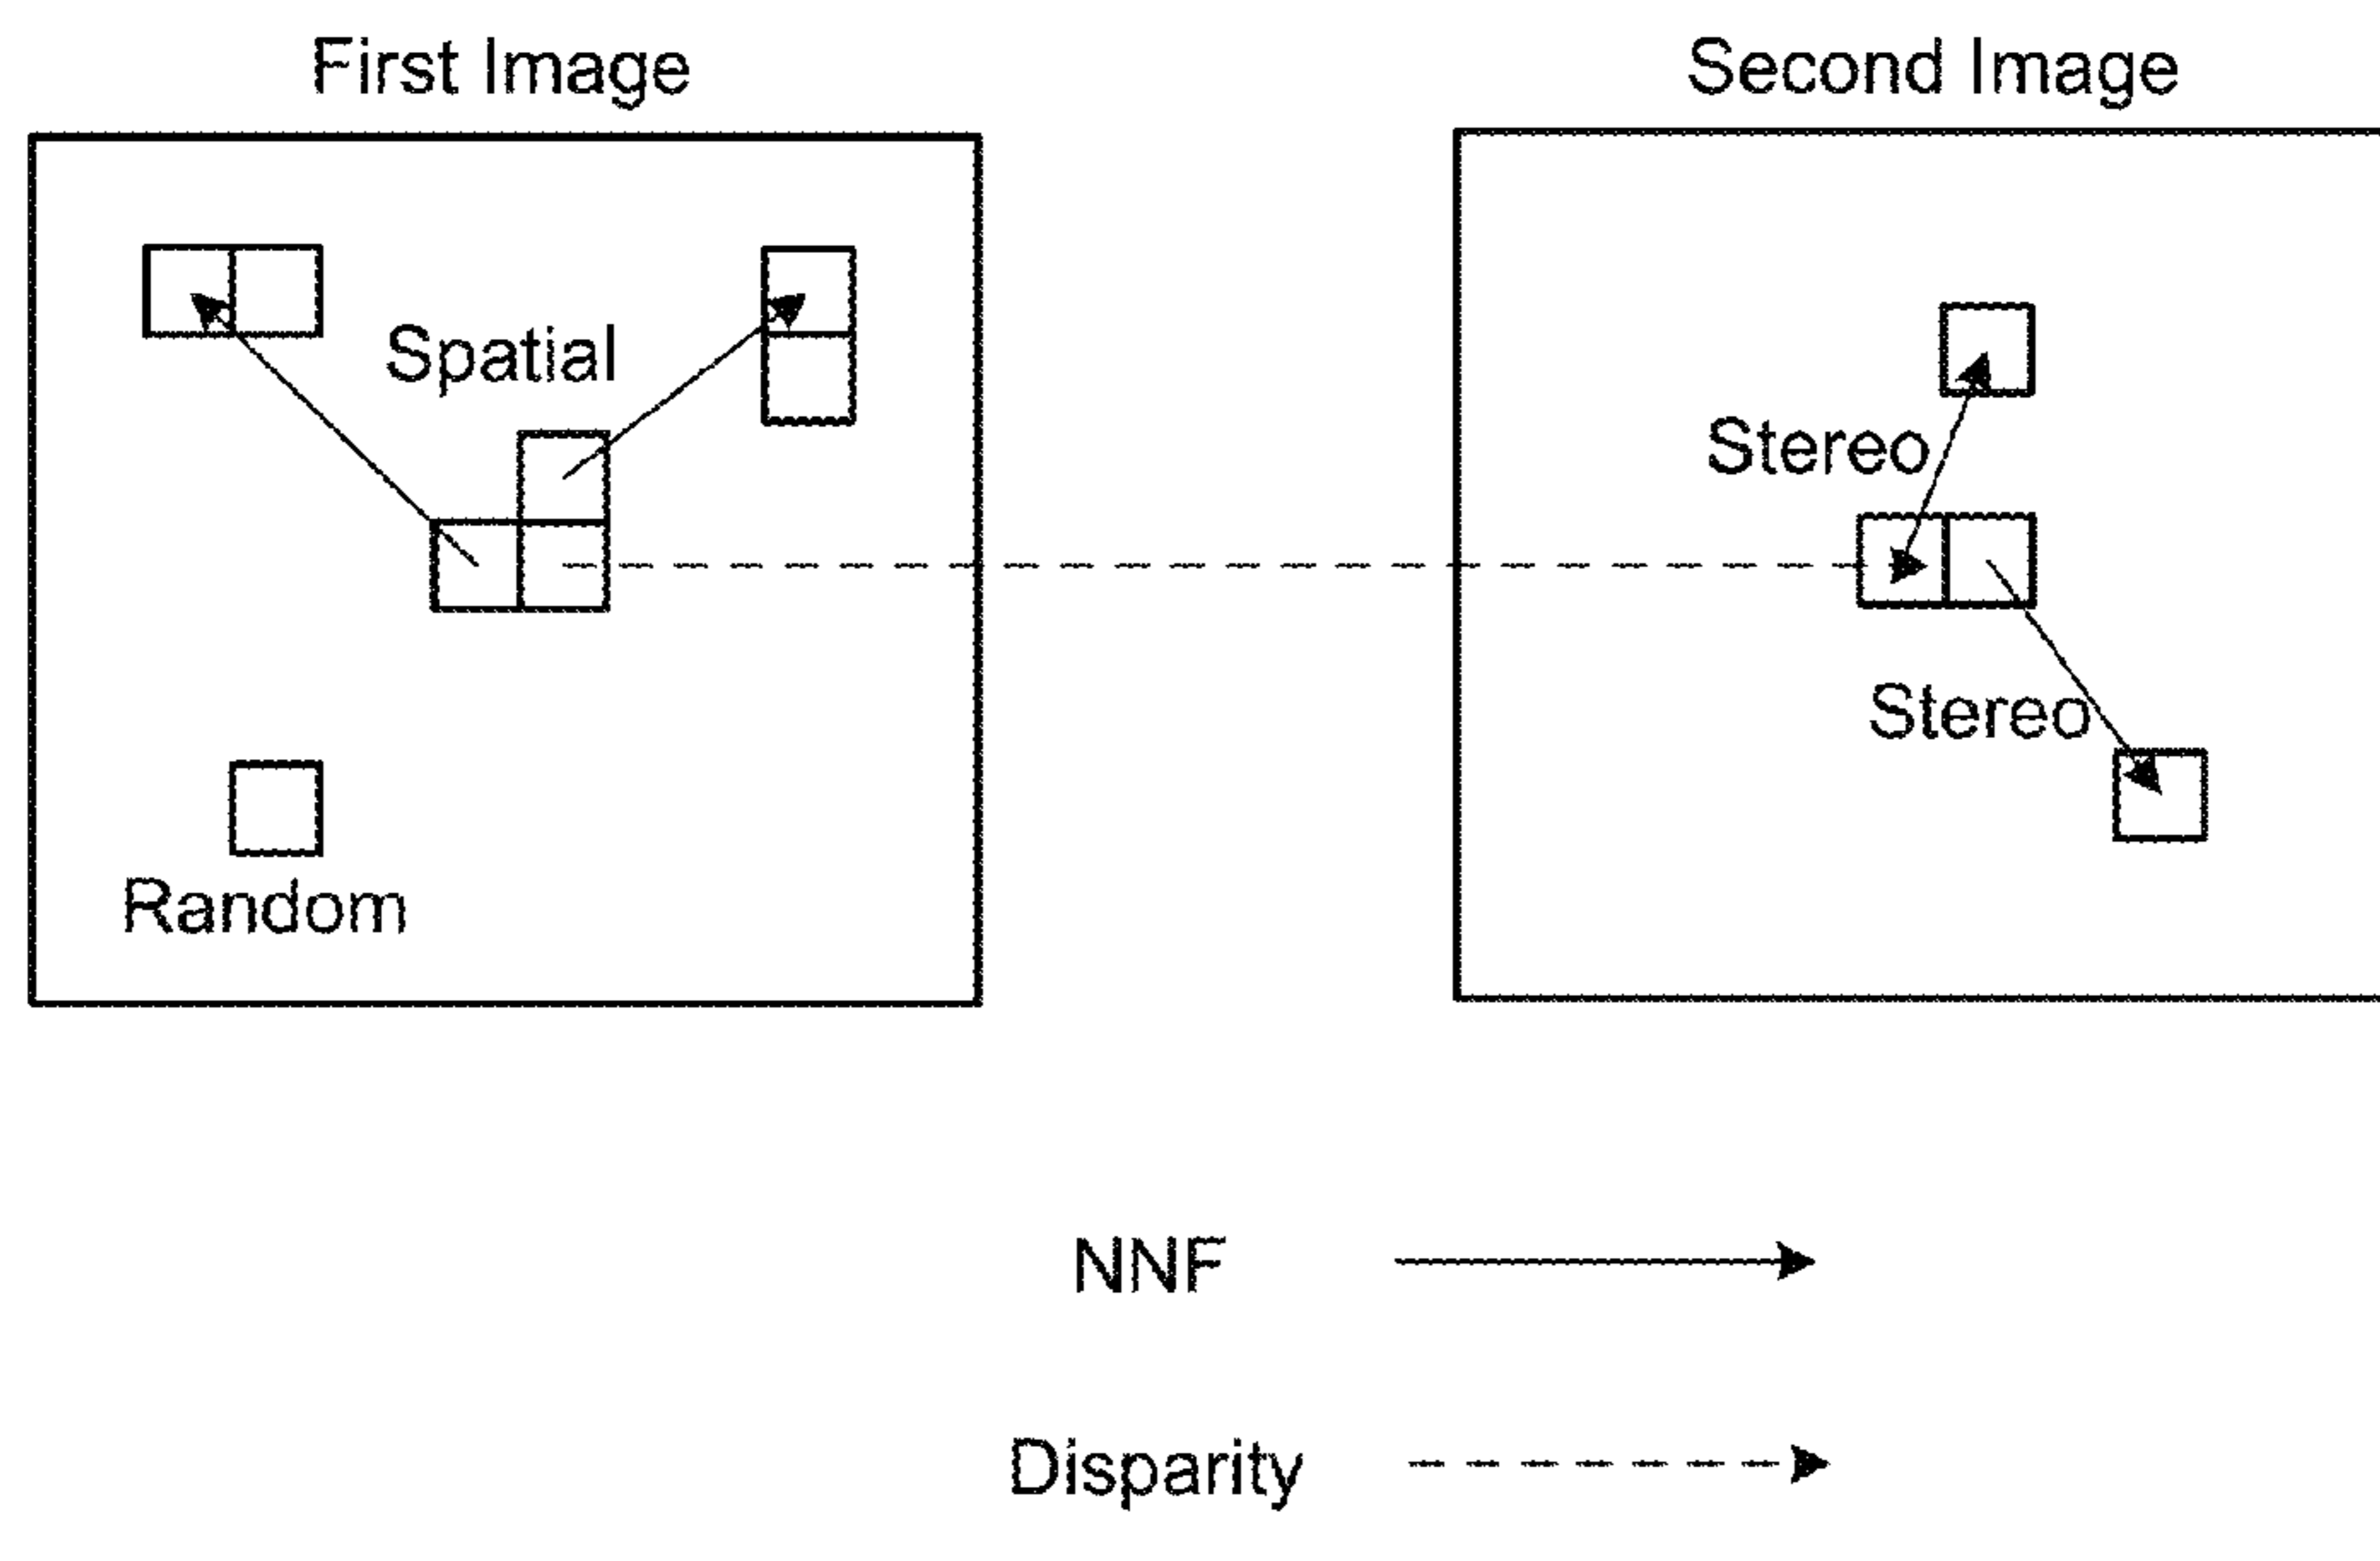 First Image
Second Image
Spatial
Stereo
Stereo
Random
NNF
Disparity